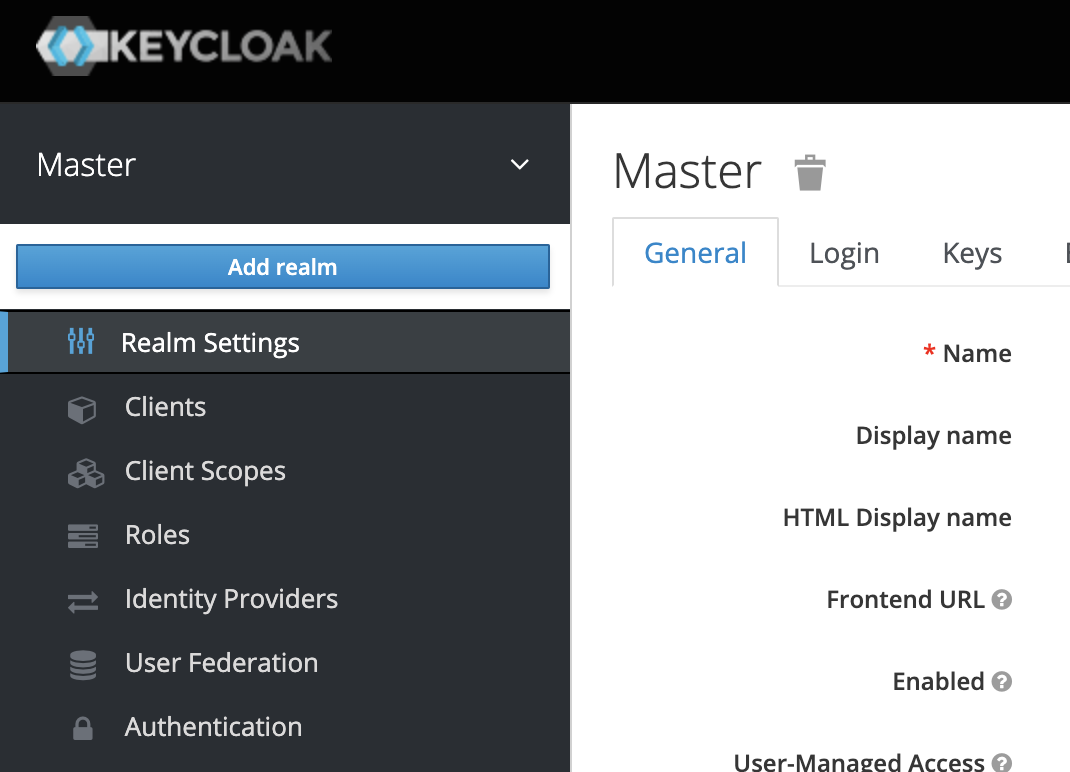 KEYCLOAK
Master
Add realm
Realm Settings
Clients
Client Scopes
Roles
Identity Providers
User Federation
Authentication
Master
General Login Keys
* Name
Display name
HTML Display name
Frontend URL
Enabled
User-Managed Access